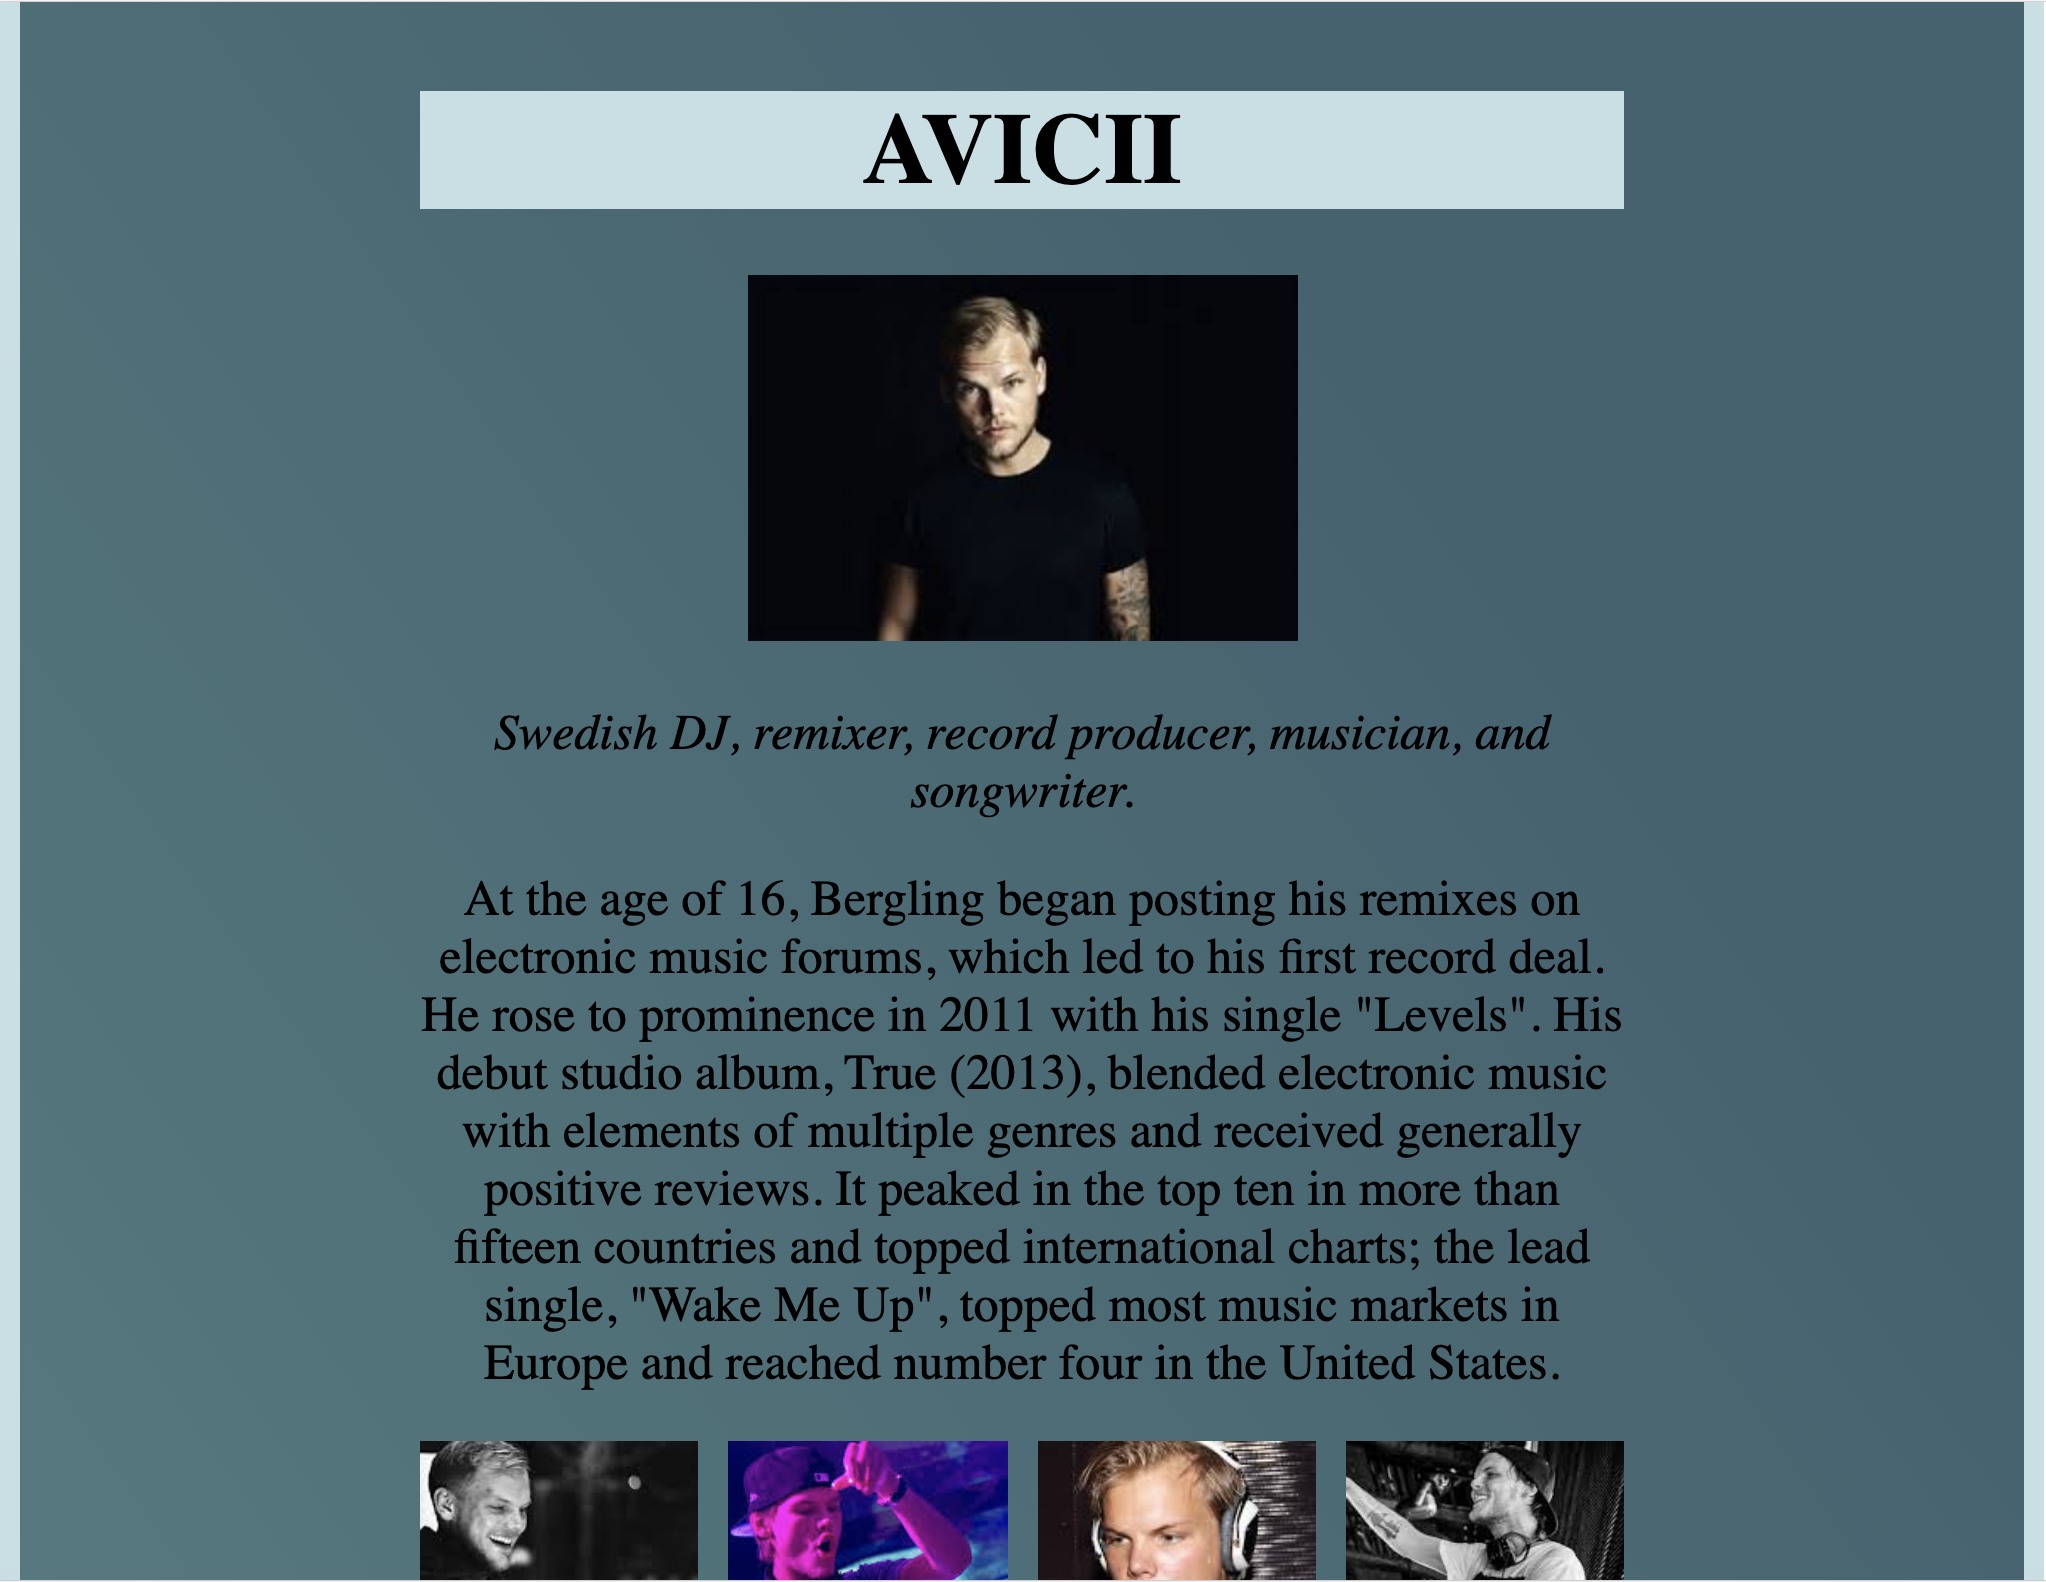 AVICII
Swedish DJ, remixer, record producer, musician, and
songwriter.
At the age of 16, Bergling began posting his remixes on
electronic music forums, which led to his first record deal.
He rose to prominence in 2011 with his single "Levels". His
debut studio album, True (2013), blended electronic music
with elements of multiple genres and received generally
positive reviews. It peaked in the top ten in more than
fifteen countries and topped international charts; the lead
single, "Wake Me Up", topped most music markets in
Europe and reached number four in the United States.